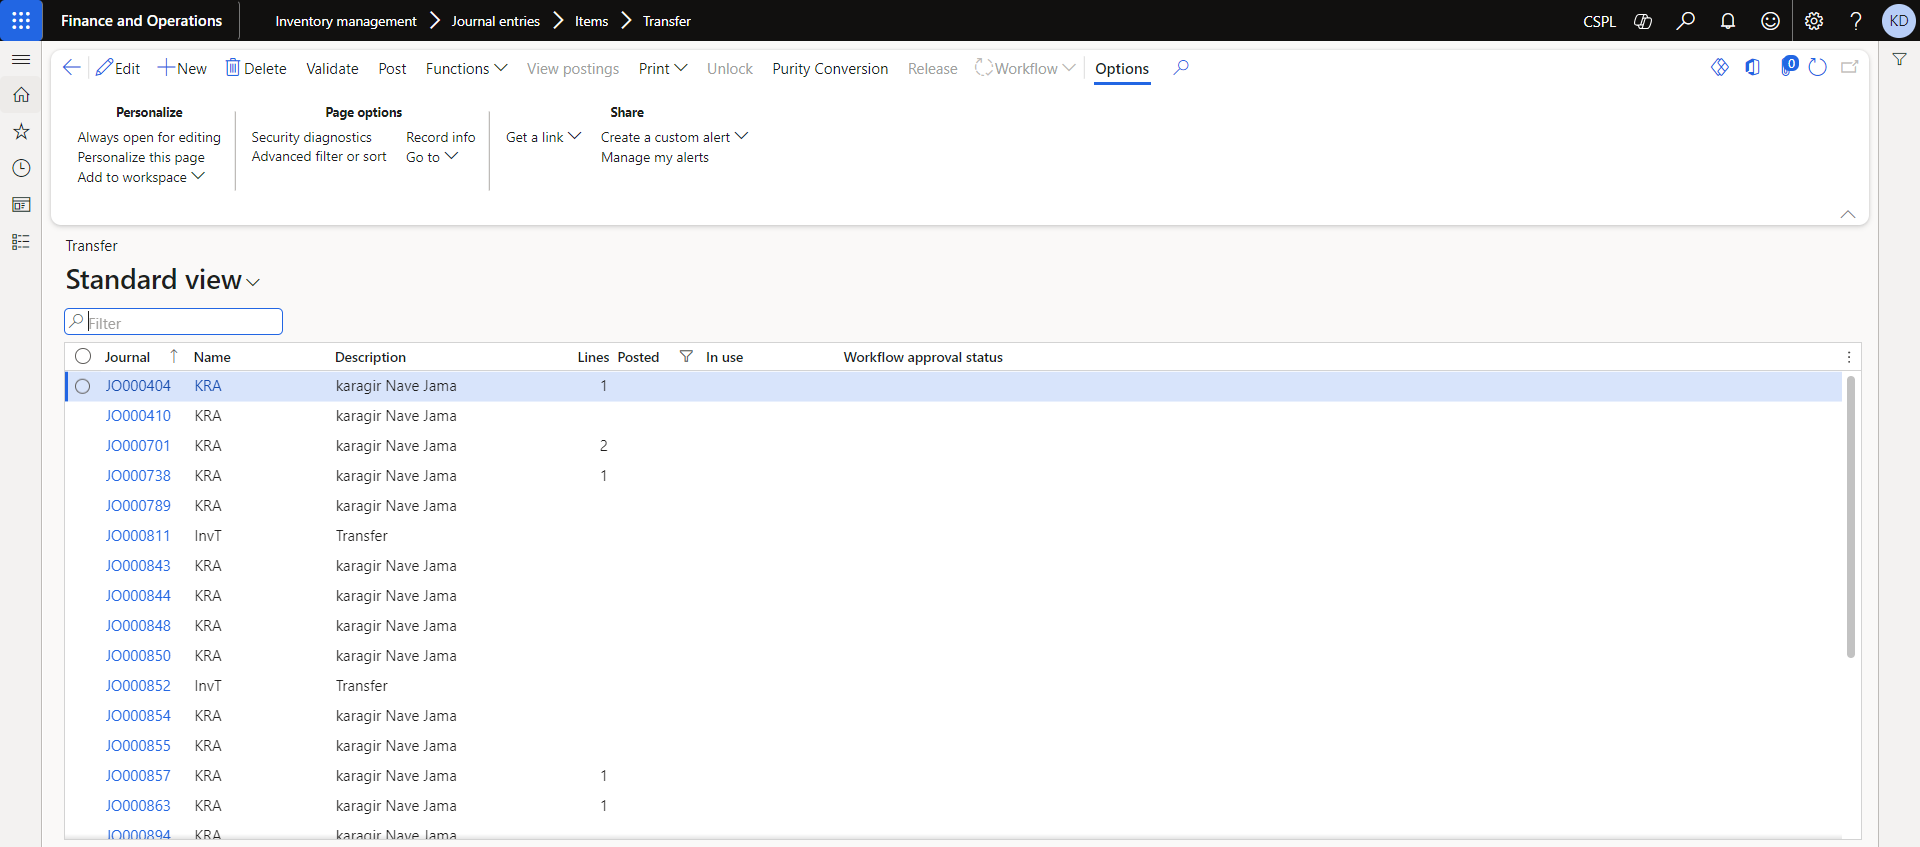 Finance and Operations Inventory management Journal entries Items Transfer CSPL KD
Edit New Delete Validate Post Functions View postings Print Unlock Purity Conversion Release Workflow Options 0
Personalize Page options Share
Always open for editing Security diagnostics Record info Get a link Create a custom alert
Personalize this page Advanced filter or sort Go to Manage my alerts
Add to workspace
Transfer
Standard view
Filter
Journal Name Description Lines Posted In use Workflow approval status
JO000404 KRA karagir Nave Jama 1
JO000410 KRA karagir Nave Jama
JO000701 KRA karagir Nave Jama 2
JO000738 KRA karagir Nave Jama 1
JO000789 KRA karagir Nave Jama
JO000811 InvT Transfer
JO000843 KRA karagir Nave Jama
JO000844 KRA karagir Nave Jama
JO000848 KRA karagir Nave Jama
JO000850 KRA karagir Nave Jama
JO000852 InvT Transfer
JO000854 KRA karagir Nave Jama
JO000855 KRA karagir Nave Jama
JO000857 KRA karagir Nave Jama 1
JO000863 KRA karagir Nave Jama 1
JO000894 KRA karagir Nave Jama